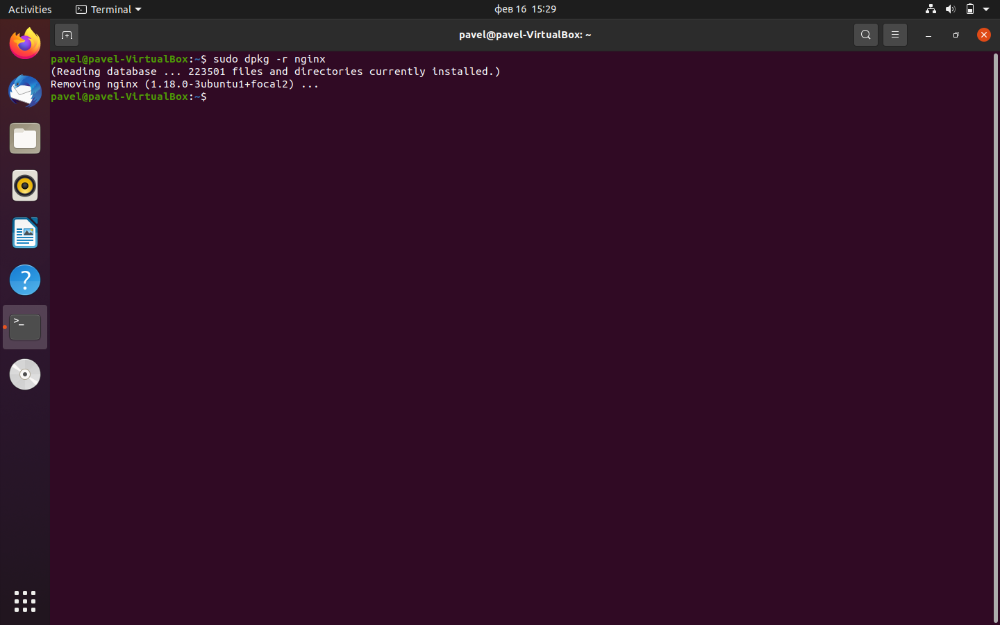 Activities
Terminal
фев 16 15:29
pavel@pavel-VirtualBox: ~
pavel@pavel-VirtualBox:~$ sudo dpkg -r nginx
(Reading database ... 223501 files and directories currently installed.)
Removing nginx (1.18.0-3ubuntu1+focal2) ...
pavel@pavel-VirtualBox:~$